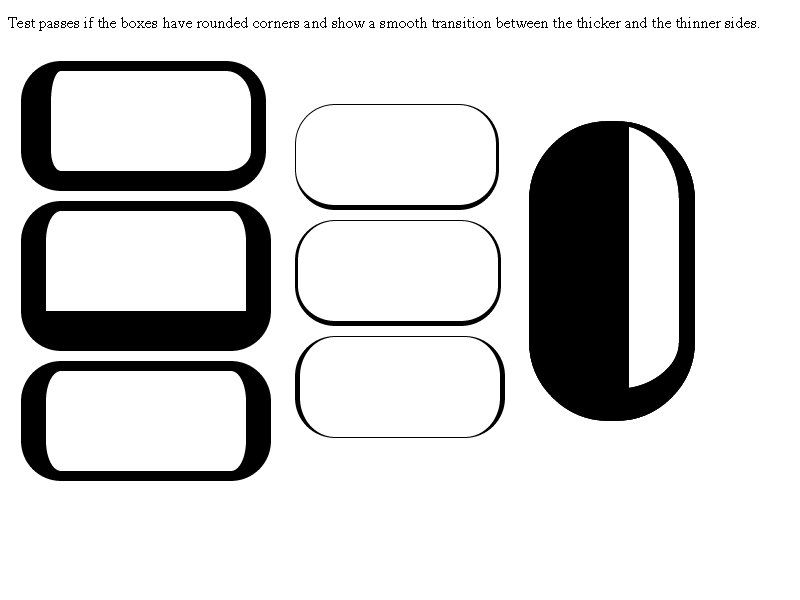 Test passes if the boxes have rounded corners and show a smooth transition between the thicker and the thinner sides.